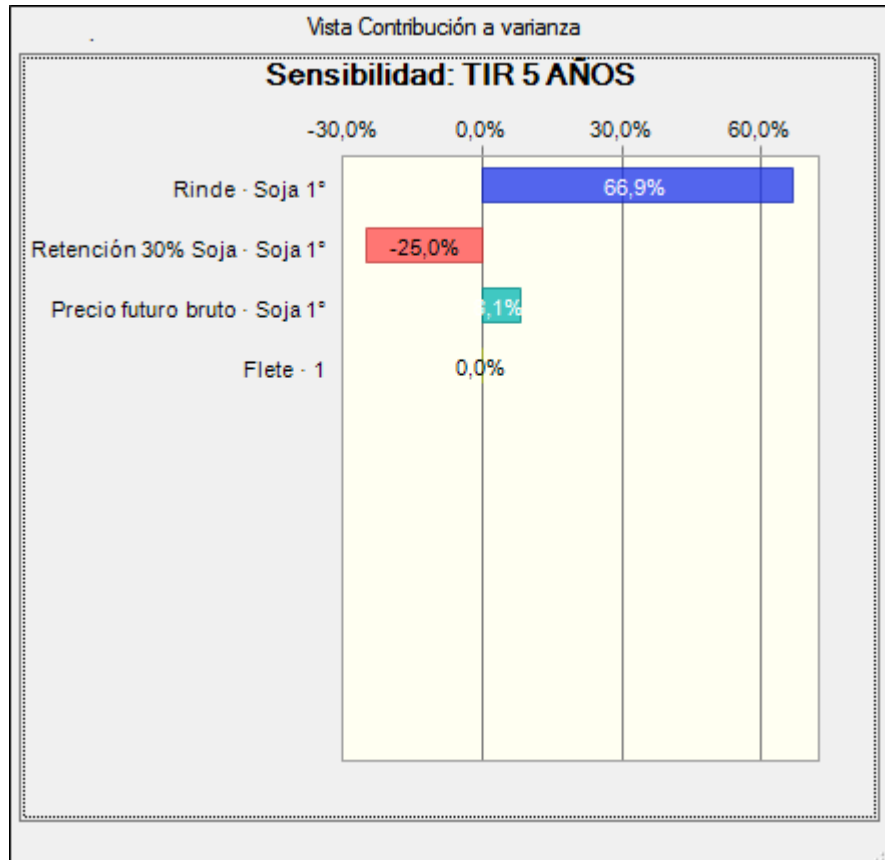 Vista Contribución a varianza
Sensibilidad: TIR 5 AÑOS
-30,0% 0,0% 30,0% 60,0%
Rinde - Soja 1° 66,9%
Retención 30% Soja - Soja 1° -25,0%
Precio futuro bruto - Soja 1° ,1%
Flete - 1 0,0%